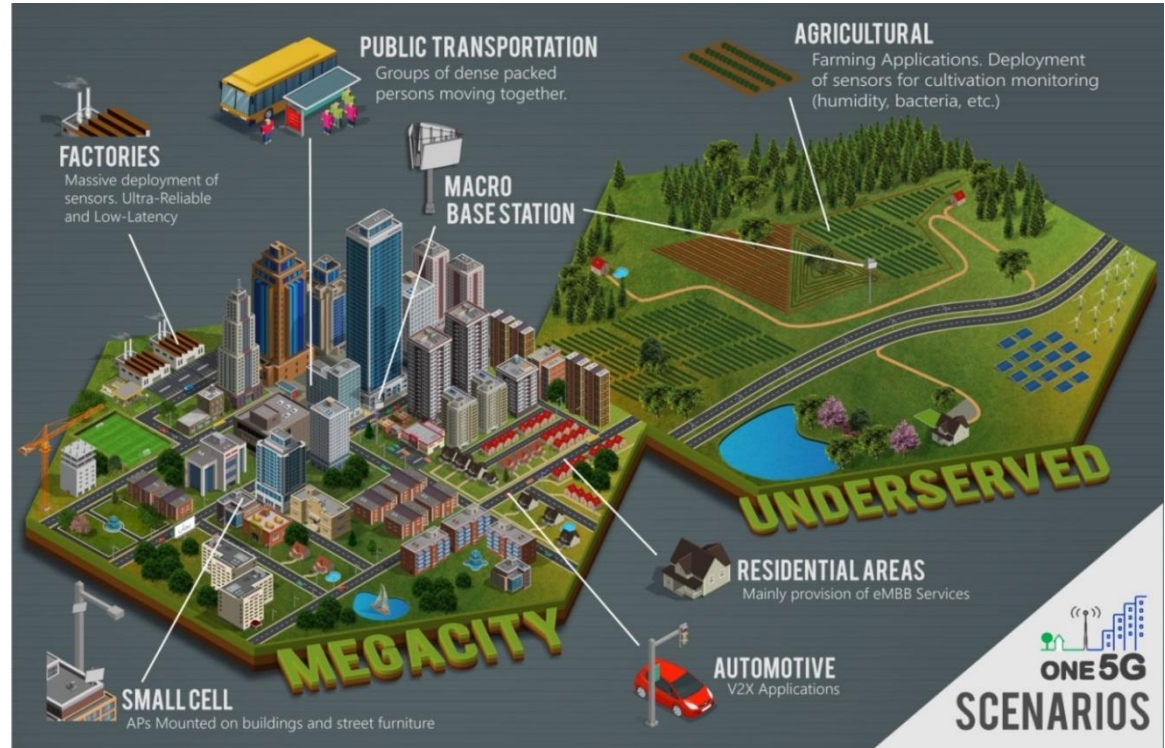 PUBLIC TRANSPORTATION
Groups of dense packed
persons moving together.
AGRICULTURAL
Farming Applications. Deployment
of sensors for cultivation monitoring
(humidity, bacteria, etc.)
FACTORIES
Massive deployment of
sensors. Ultra-Reliable
and Low-Latency
MACRO
BASE STATION
UNDERSERVED
MEGACITY
RESIDENTIAL AREAS
Mainly provision of eMBB Services
AUTOMOTIVE
V2X Applications
SMALL CELL
APs Mounted on buildings and street furniture
ONE5G
SCENARIOS